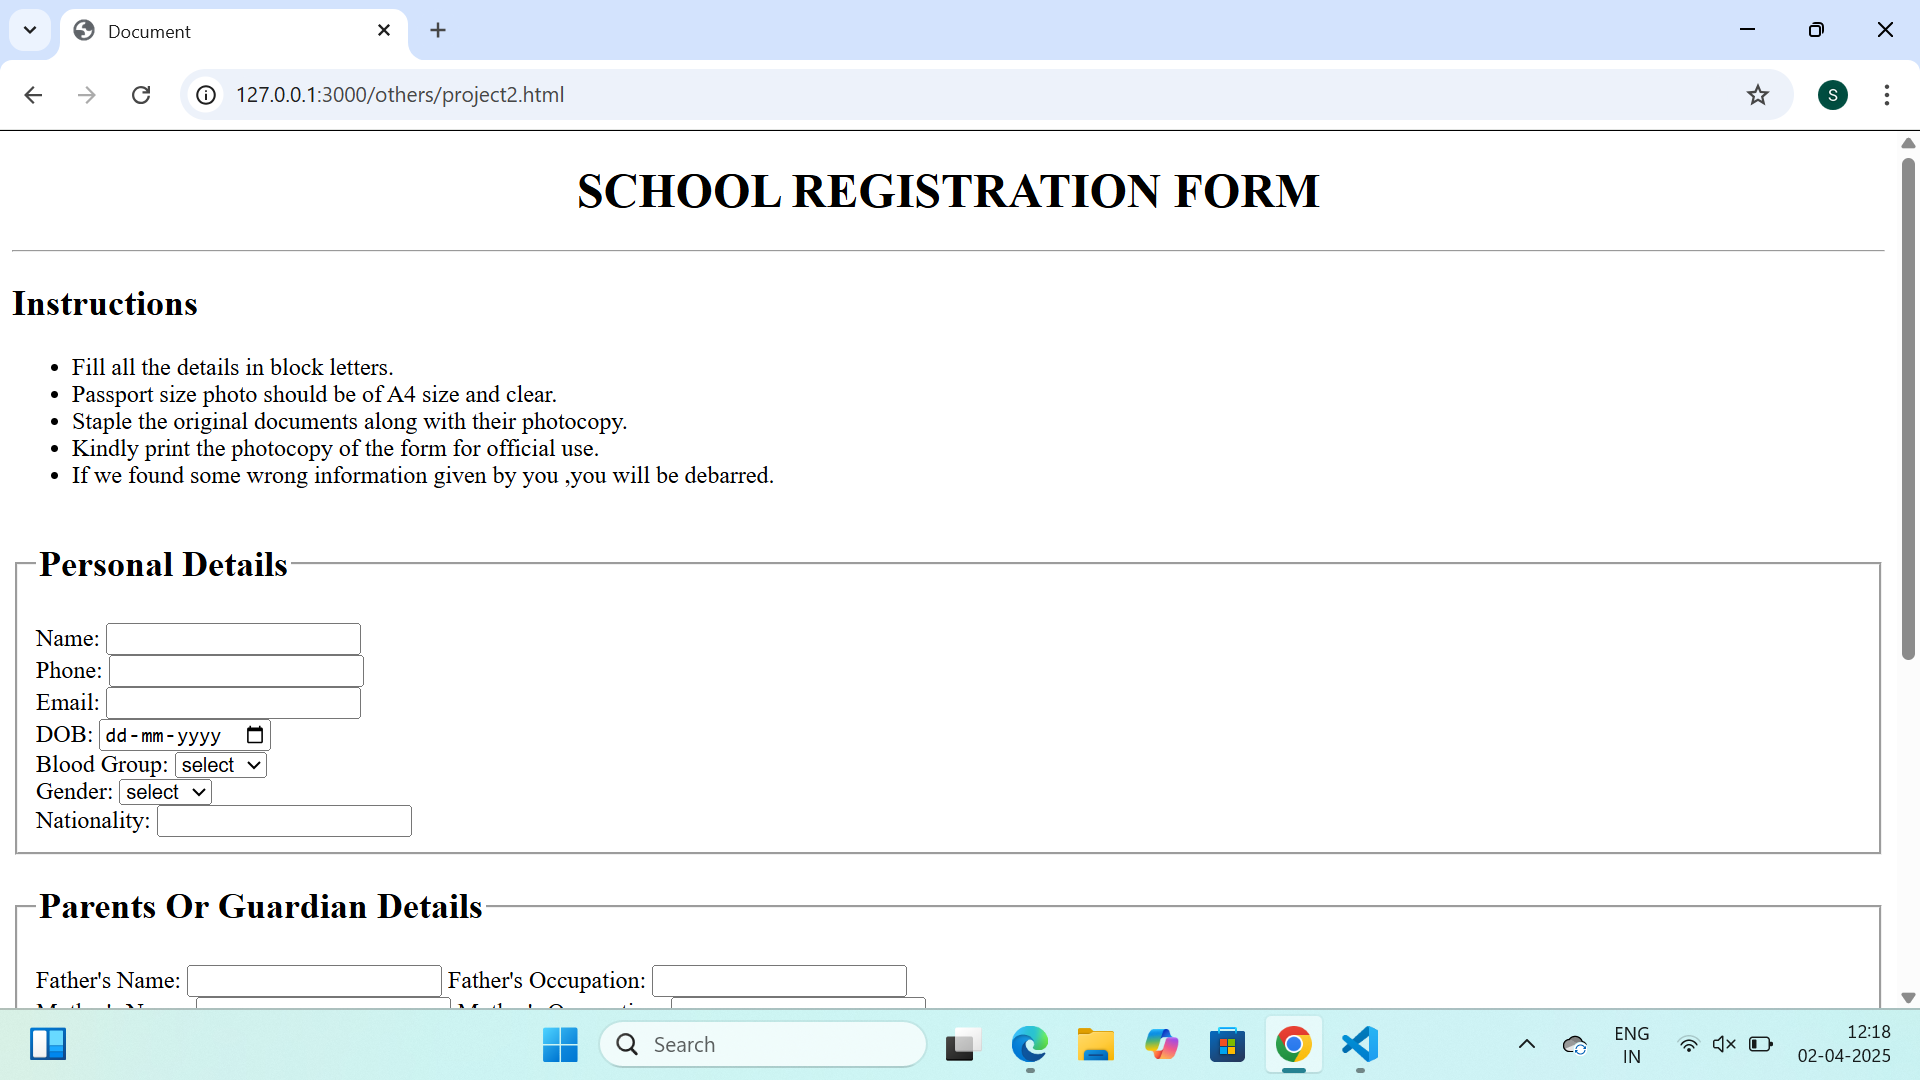 Document
127.0.0.1:3000/others/project2.html
S
SCHOOL REGISTRATION FORM
Instructions
• Fill all the details in block letters.
• Passport size photo should be of A4 size and clear.
• Staple the original documents along with their photocopy.
• Kindly print the photocopy of the form for official use.
• If we found some wrong information given by you ,you will be debarred.
Personal Details
Name:
Phone:
Email:
DOB: dd-mm-yyyy
Blood Group: select
Gender: select
Nationality:
Parents Or Guardian Details
Father's Name: Father's Occupation:
Search
ENG
IN
12:18
02-04-2025